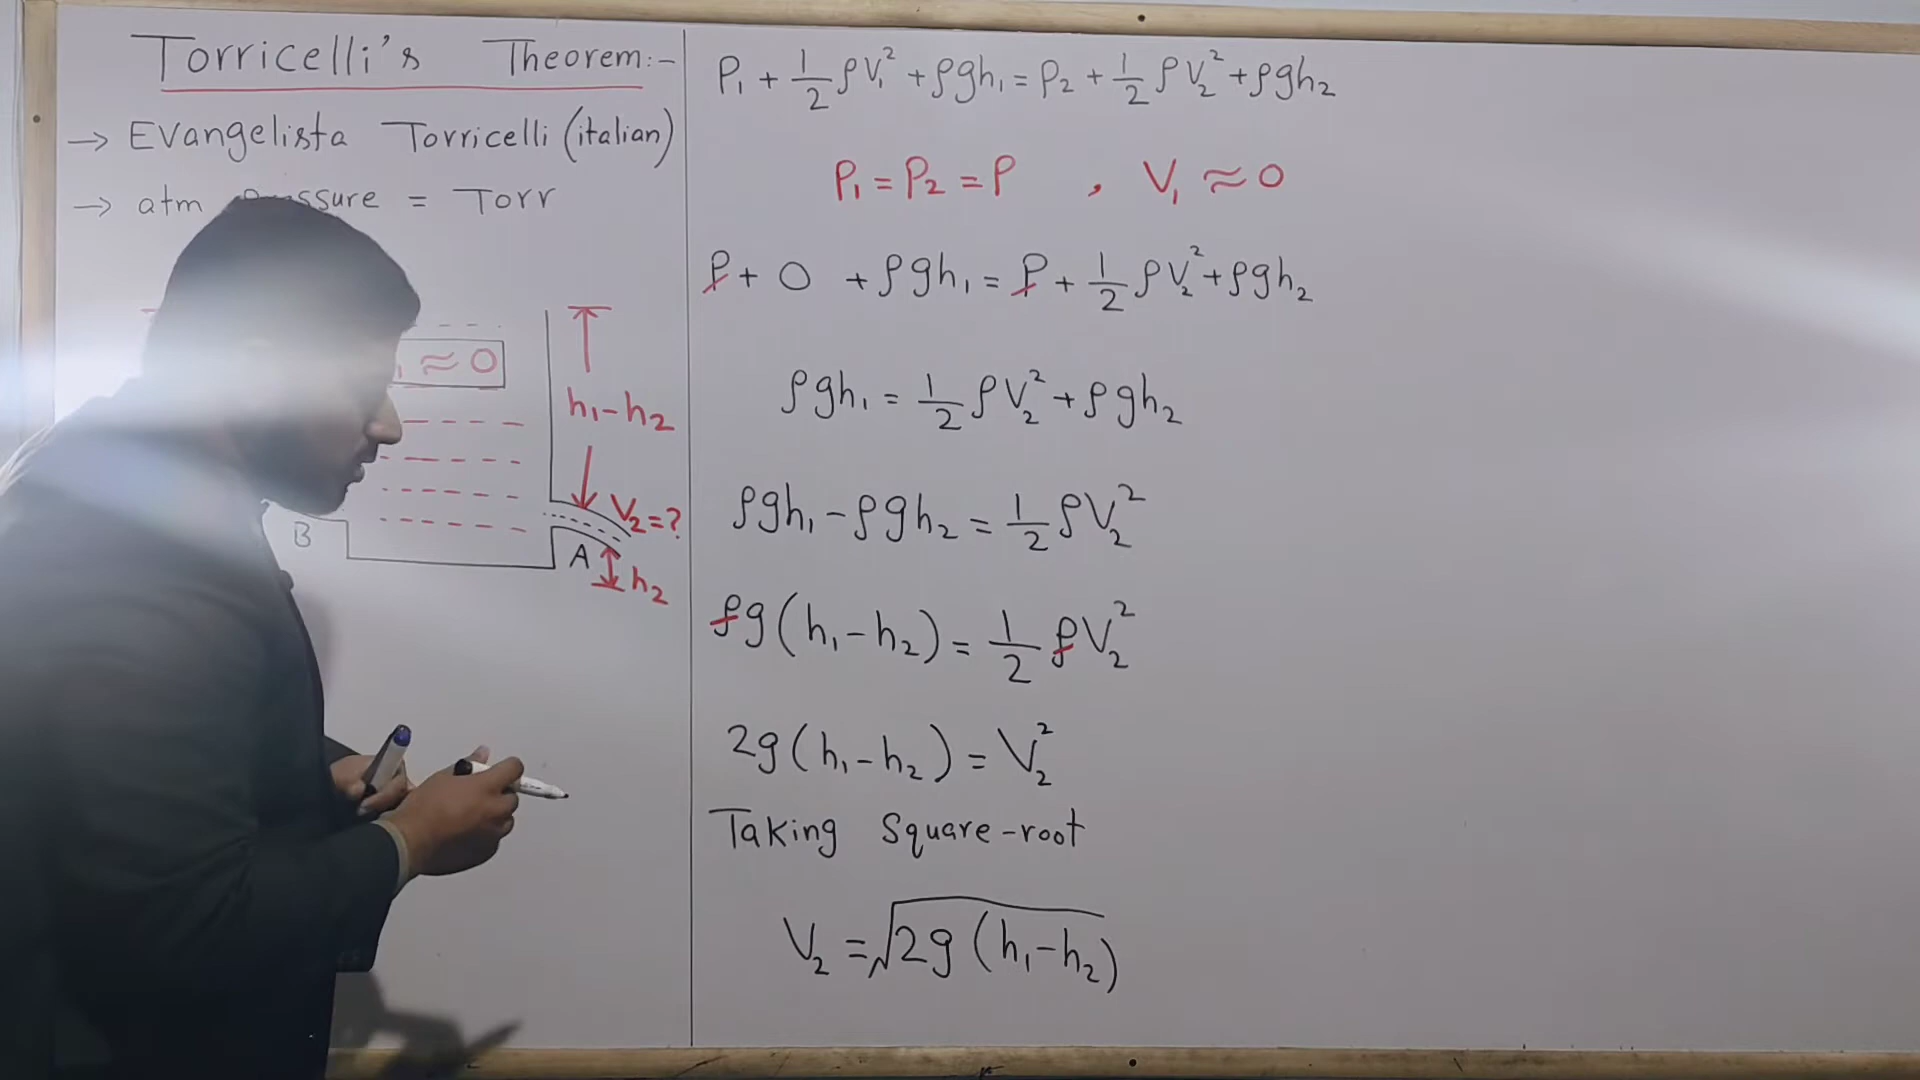 Torricelli's Theorem:-
→ Evangelista Torricelli (italian)
→ atm = Torr
≈ 0
h₁-h₂
V₂=?
B
A
h₂
P₁ + 1/2 ρV₁² + ρgh₁ = P₂ + 1/2 ρV₂² + ρgh₂
P₁ = P₂ = P , V₁ ≈ 0
P + 0 + ρgh₁ = P + 1/2 ρV₂² + ρgh₂
ρgh₁ = 1/2 ρV₂² + ρgh₂
ρgh₁ - ρgh₂ = 1/2 ρV₂²
ρg(h₁-h₂) = 1/2 ρV₂²
2g(h₁-h₂) = V₂²
Taking Square-root
V₂ = √2g(h₁-h₂)